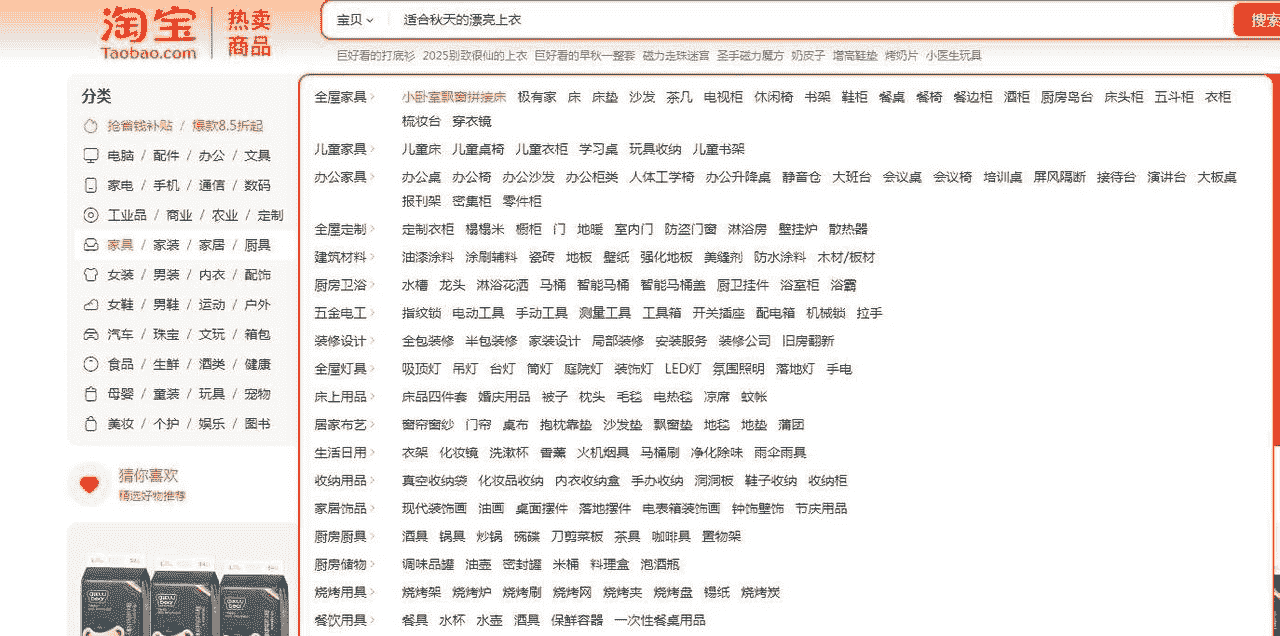 淘宝 热卖
Taobao.com 商品
宝贝 适合秋天的漂亮上衣 搜索
巨好看的打底衫 2025别致很仙的上衣 巨好看的早秋一整套 磁力走珠迷宫 圣手磁力魔方 奶皮子 增高鞋垫 烤奶片 小医生玩具
分类
抢省钱补贴 / 爆款8.5折起
电脑 / 配件 / 办公 / 文具
家电 / 手机 / 通信 / 数码
工业品 / 商业 / 农业 / 定制
家具 / 家装 / 家居 / 厨具
女装 / 男装 / 内衣 / 配饰
女鞋 / 男鞋 / 运动 / 户外
汽车 / 珠宝 / 文玩 / 箱包
食品 / 生鲜 / 酒类 / 健康
母婴 / 童装 / 玩具 / 宠物
美妆 / 个护 / 娱乐 / 图书
猜你喜欢
精选好物推荐
全屋家具 小卧室飘窗拼接床 极有家 床 床垫 沙发 茶几 电视柜 休闲椅 书架 鞋柜 餐桌 餐椅 餐边柜 酒柜 厨房岛台 床头柜 五斗柜 衣柜
梳妆台 穿衣镜
儿童家具 儿童床 儿童桌椅 儿童衣柜 学习桌 玩具收纳 儿童书架
办公家具 办公桌 办公椅 办公沙发 办公柜类 人体工学椅 办公升降桌 静音仓 大班台 会议桌 会议椅 培训桌 屏风隔断 接待台 演讲台 大板桌
报刊架 密集柜 零件柜
全屋定制 定制衣柜 榻榻米 橱柜 门 地暖 室内门 防盗门窗 淋浴房 壁挂炉 散热器
建筑材料 油漆涂料 涂刷辅料 瓷砖 地板 壁纸 强化地板 美缝剂 防水涂料 木材/板材
厨房卫浴 水槽 龙头 淋浴花洒 马桶 智能马桶 智能马桶盖 厨卫挂件 浴室柜 浴霸
五金电工 指纹锁 电动工具 手动工具 测量工具 工具箱 开关插座 配电箱 机械锁 拉手
装修设计 全包装修 半包装修 家装设计 局部装修 安装服务 装修公司 旧房翻新
全屋灯具 吸顶灯 吊灯 台灯 筒灯 庭院灯 装饰灯 LED灯 氛围照明 落地灯 手电
床上用品 床品四件套 婚庆用品 被子 枕头 毛毯 电热毯 凉席 蚊帐
居家布艺 窗帘窗纱 门帘 桌布 抱枕靠垫 沙发垫 飘窗垫 地毯 地垫 蒲团
生活日用 衣架 化妆镜 洗漱杯 香薰 火机烟具 马桶刷 净化除味 雨伞雨具
收纳用品 真空收纳袋 化妆品收纳 内衣收纳盒 手办收纳 洞洞板 鞋子收纳 收纳柜
家居饰品 现代装饰画 油画 桌面摆件 落地摆件 电表箱装饰画 钟饰壁饰 节庆用品
厨房厨具 酒具 锅具 炒锅 碗碟 刀剪菜板 茶具 咖啡具 置物架
厨房储物 调味品罐 油壶 密封罐 米桶 料理盒 泡酒瓶
烧烤用具 烧烤架 烧烤炉 烧烤刷 烧烤网 烧烤夹 烧烤盘 锡纸 烧烤炭
餐饮用具 餐具 水杯 水壶 酒具 保鲜容器 一次性餐桌用品